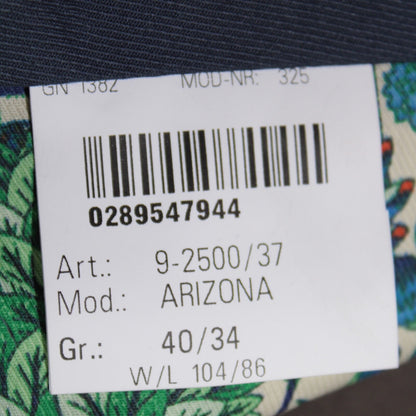 GN 1382 MOD-NR: 325
0289547944
Art.: 9-2500/37
Mod.: ARIZONA
Gr.: 40/34
W/L 104/86